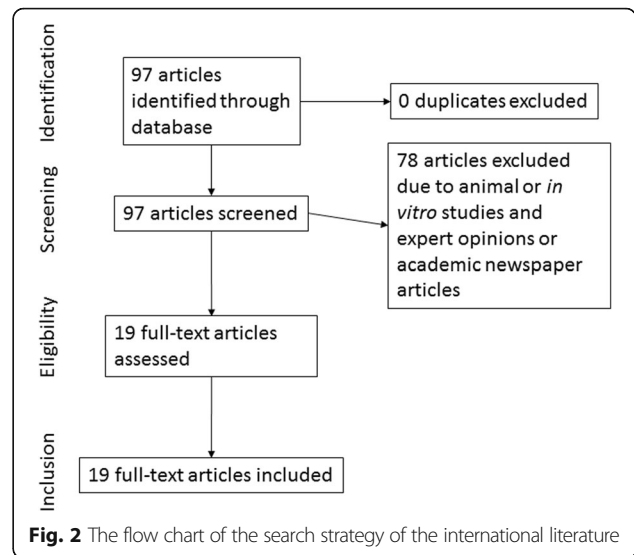 Identification
97 articles
identified through
database
0 duplicates excluded
Screening
97 articles screened
78 articles excluded
due to animal or in
vitro studies and
expert opinions or
academic newspaper
articles
Eligibility
19 full-text articles
assessed
Inclusion
19 full-text articles included
Fig. 2 The flow chart of the search strategy of the international literature